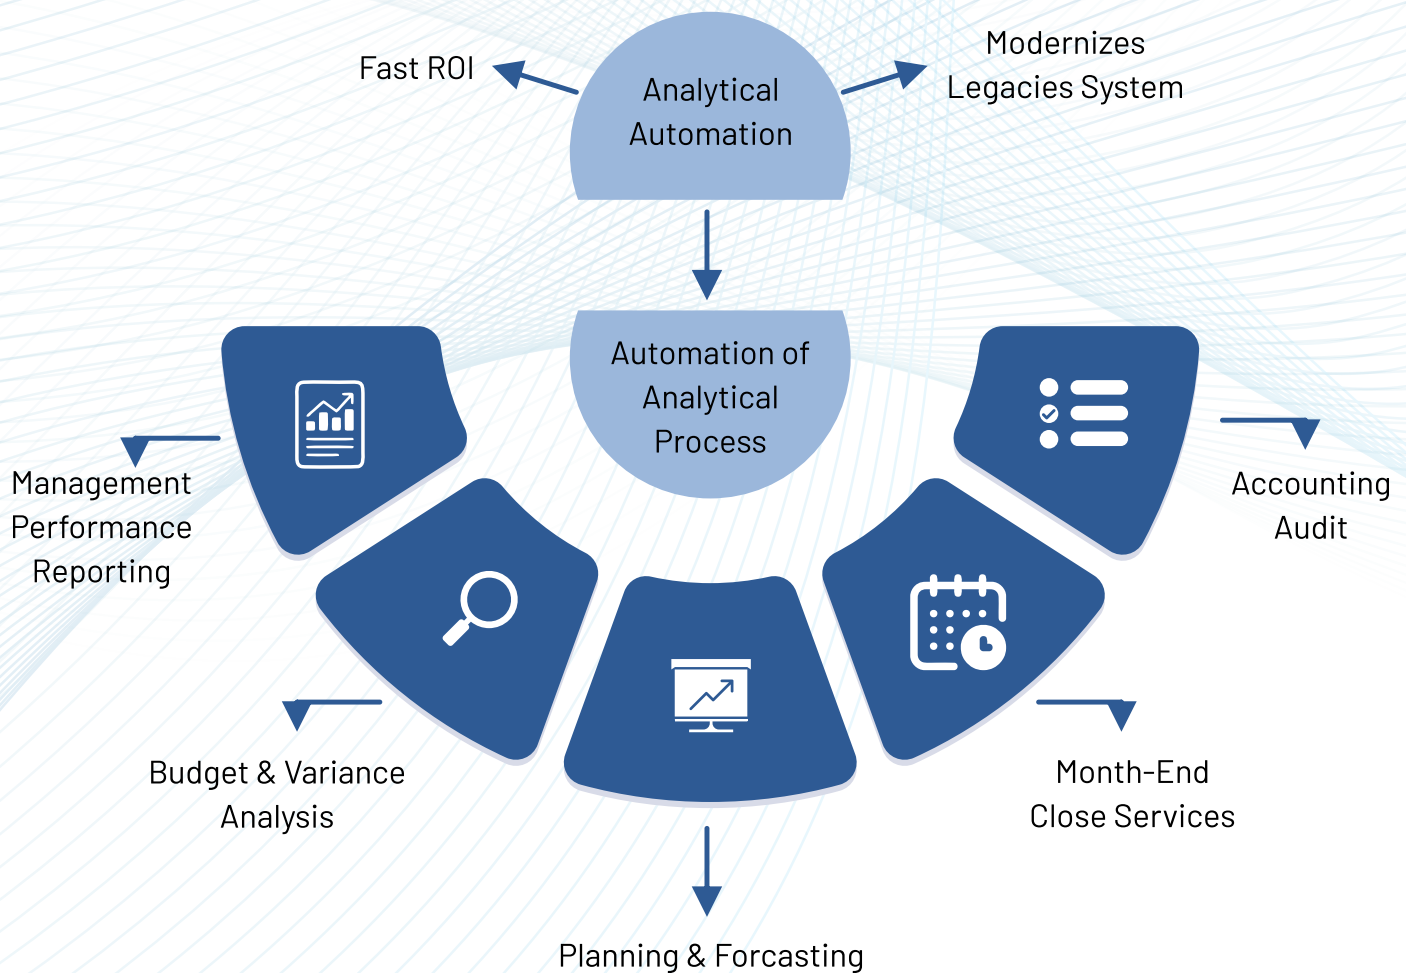 Fast ROI
Analytical
Automation
Modernizes
Legacies System
Automation of
Analytical
Process
Management
Performance
Reporting
Accounting
Audit
Budget & Variance
Analysis
Month-End
Close Services
Planning & Forcasting